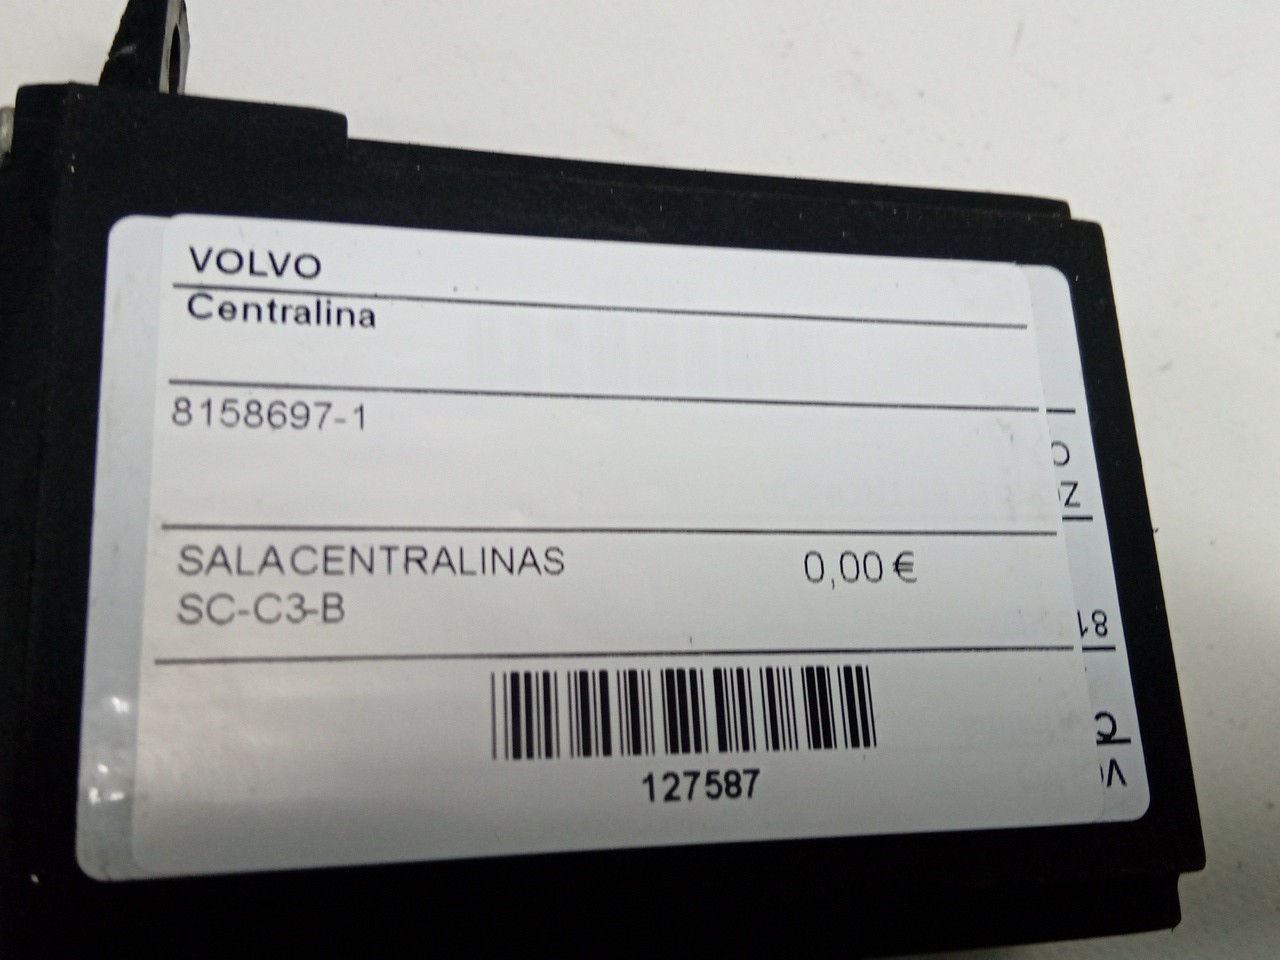 VOLVO
Centralina
8158697-1
SALACENTRALINAS 0,00 €
SC-C3-B
127587